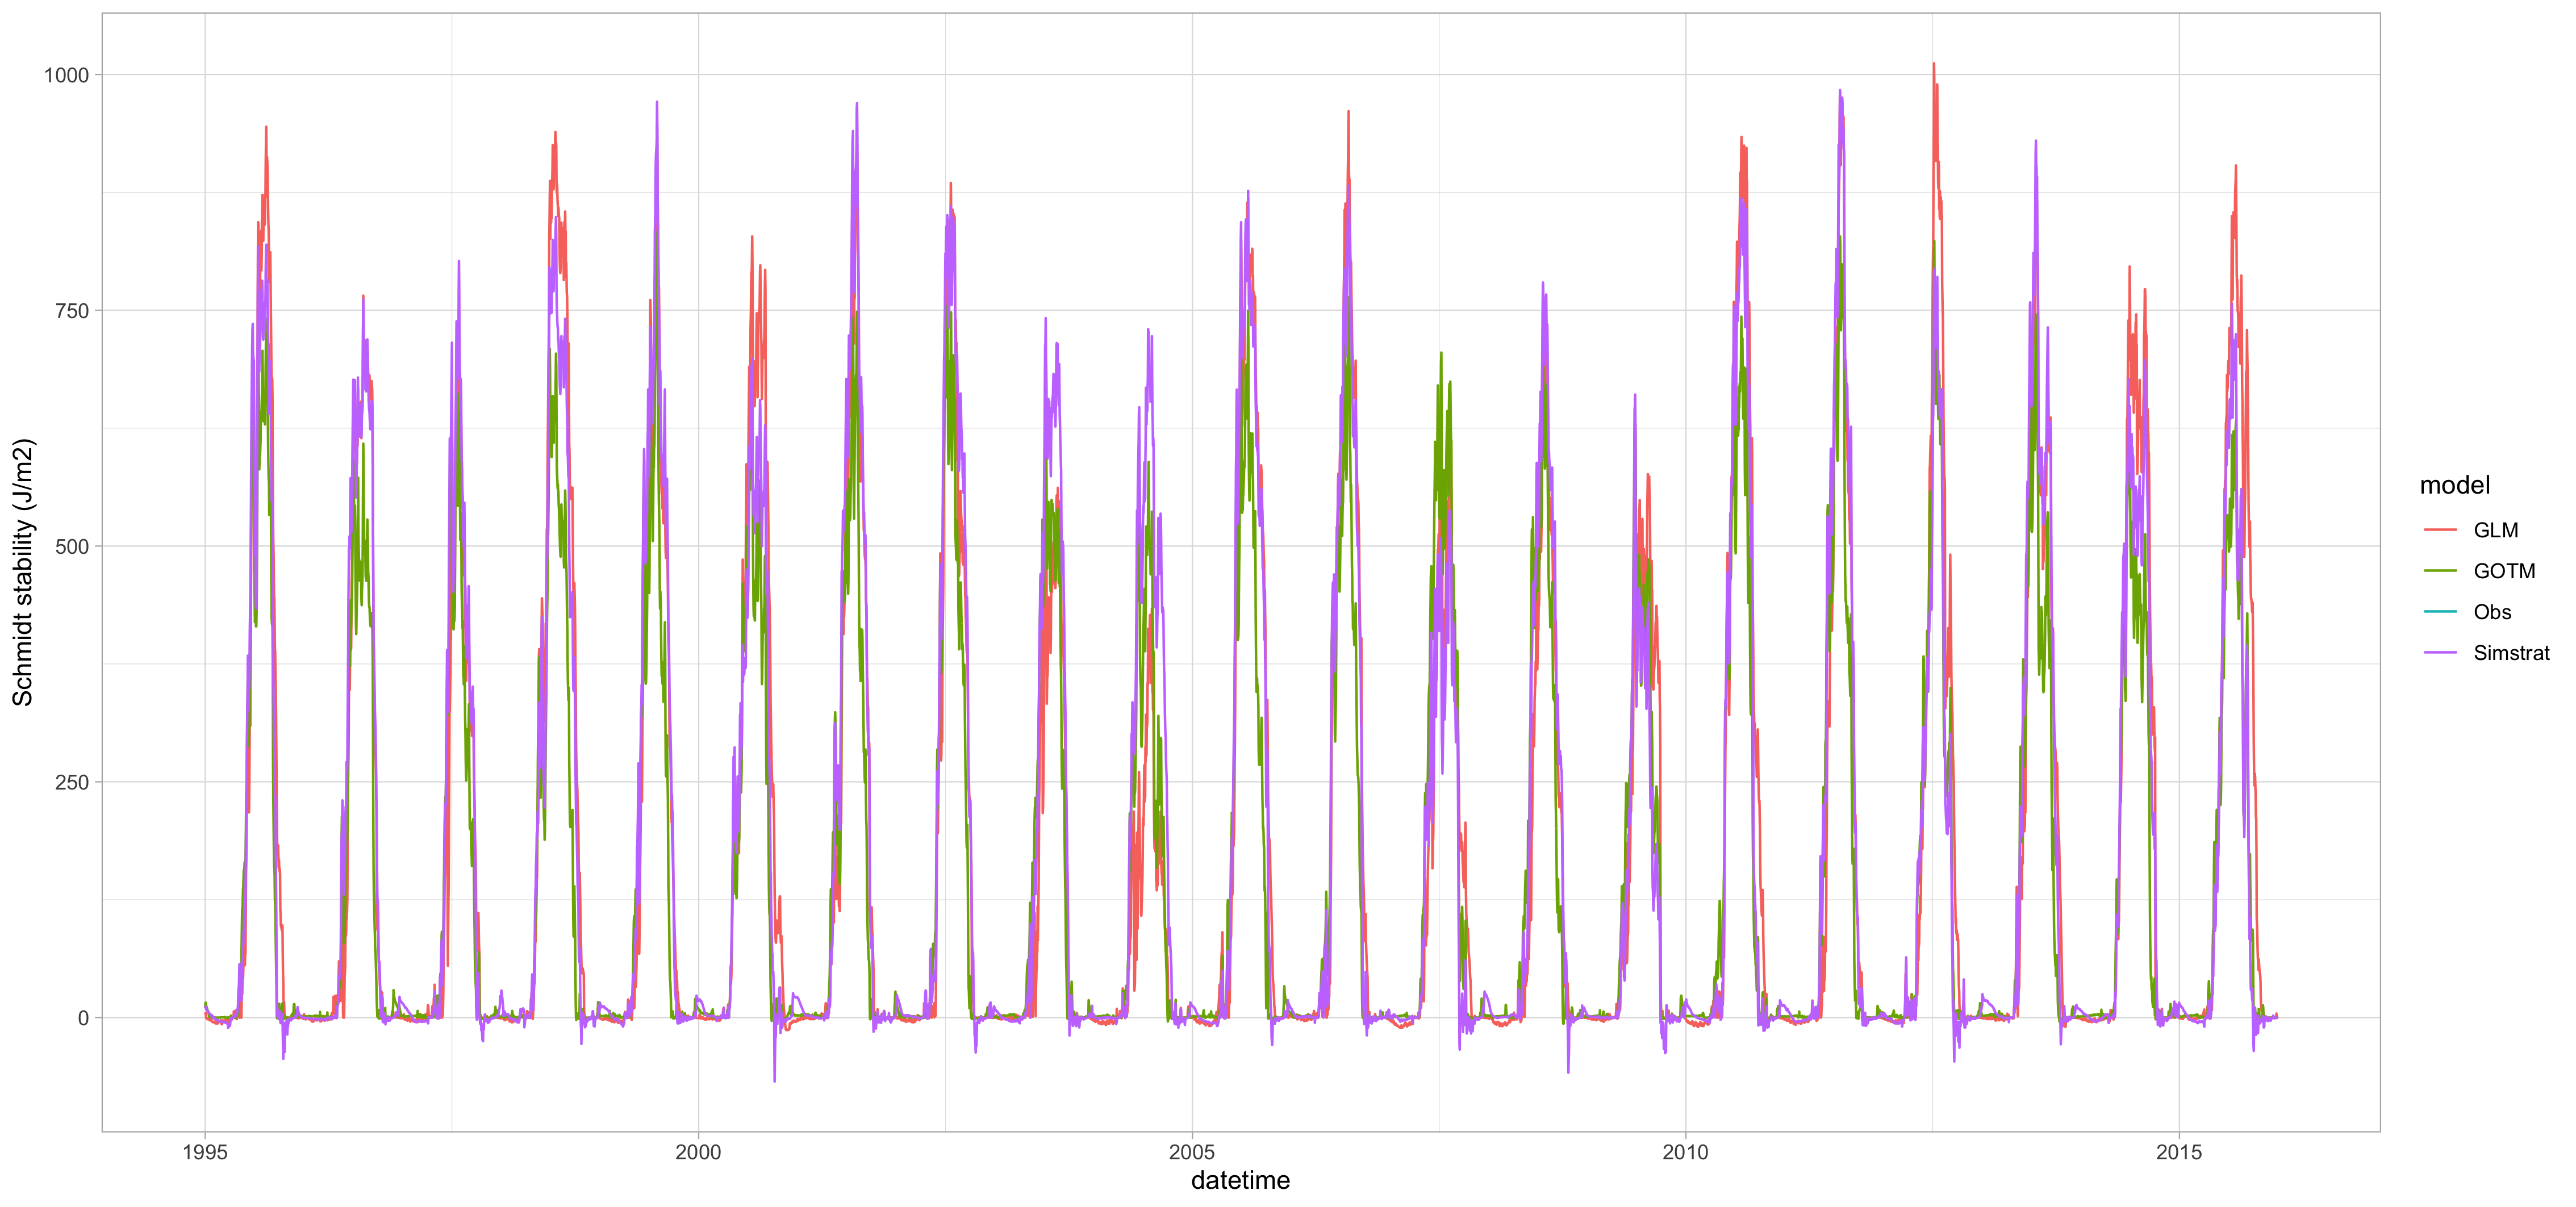 1000
750
500
250
0
Schmidt stability (J/m2)
1995
2000
2005
2010
2015
datetime
model
GLM
GOTM
Obs
Simstrat